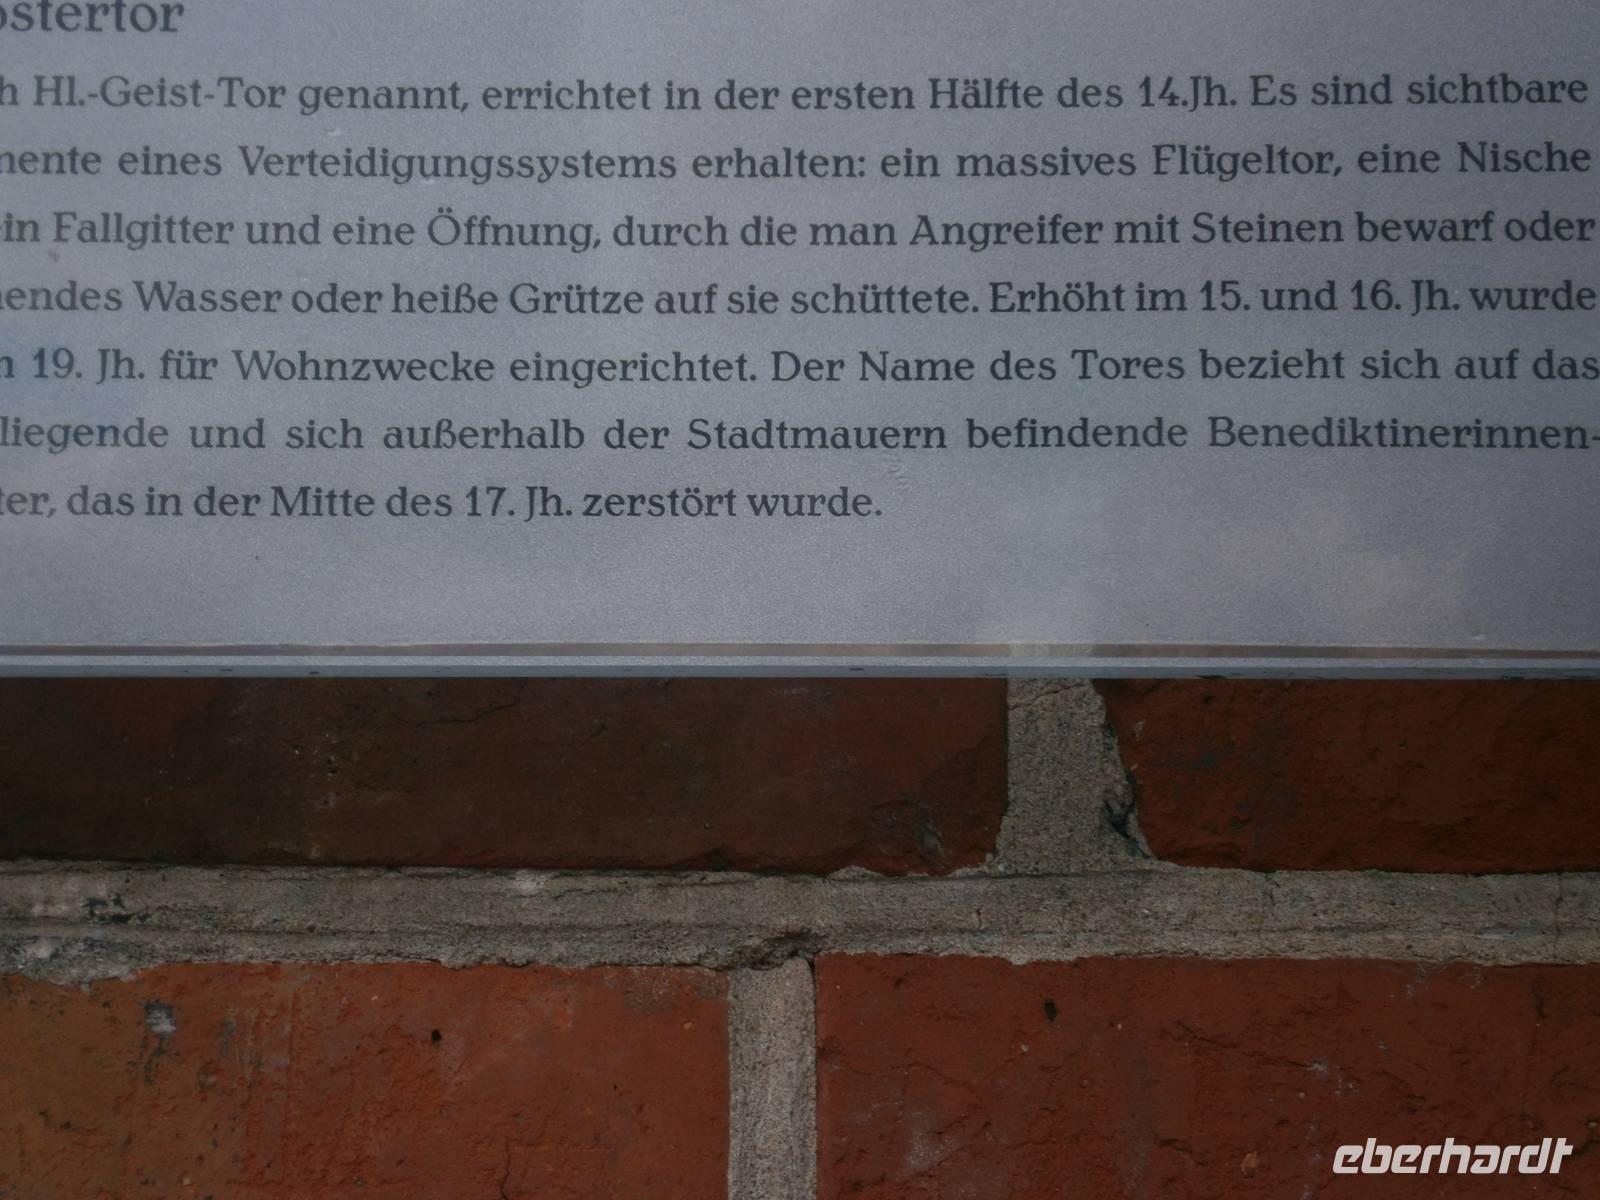 ostertor
h Hl.-Geist-Tor genannt, errichtet in der ersten Hälfte des 14.Jh. Es sind sichtbare
mente eines Verteidigungssystems erhalten: ein massives Flügeltor, eine Nische
in Fallgitter und eine Öffnung, durch die man Angreifer mit Steinen bewarf oder
hendes Wasser oder heiße Grütze auf sie schüttete. Erhöht im 15. und 16. Jh. wurde
19. Jh. für Wohnzwecke eingerichtet. Der Name des Tores bezieht sich auf das
liegende und sich außerhalb der Stadtmauern befindende Benediktinerinnen-
ter, das in der Mitte des 17. Jh. zerstört wurde.
eberhardt